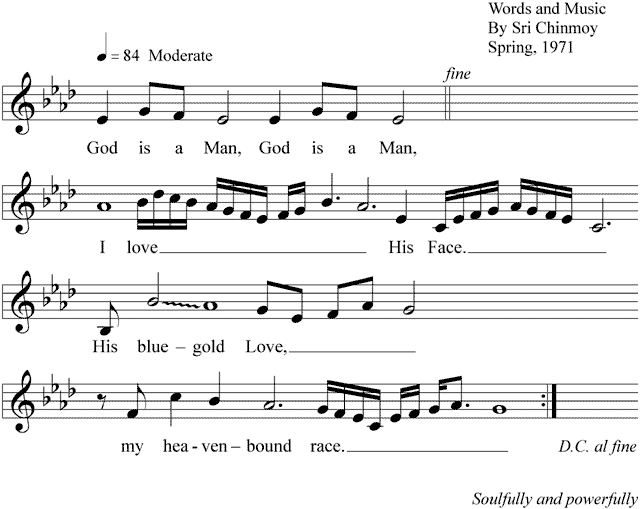 Words and Music
By Sri Chinmoy
Spring, 1971
= 84 Moderate
fine
God is a Man, God is a Man,
I love His Face.
His blue – gold Love,
my hea - ven – bound race.
D.C. al fine
Soulfully and powerfully